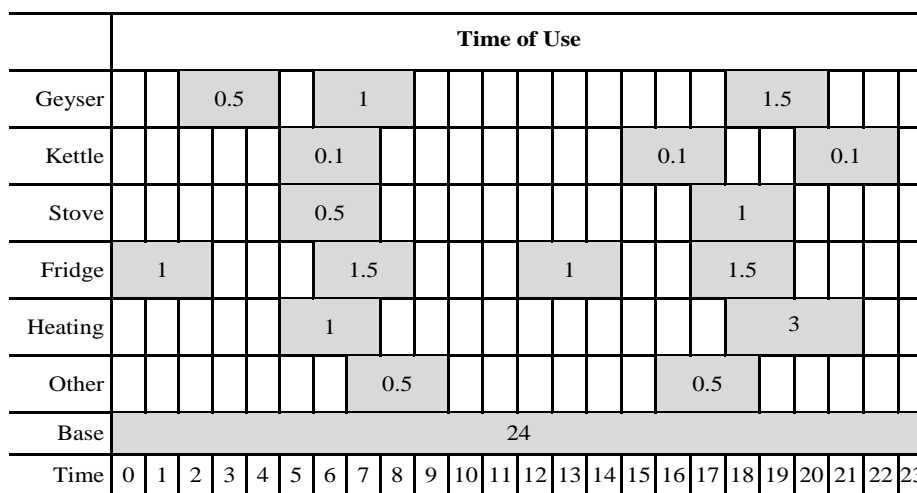 Time of Use
Geyser 0.5 1 1.5
Kettle 0.1 0.1 0.1
Stove 0.5 1
Fridge 1 1.5 1 1.5
Heating 1 3
Other 0.5 0.5
Base 24
Time 0 1 2 3 4 5 6 7 8 9 10 11 12 13 14 15 16 17 18 19 20 21 22 23